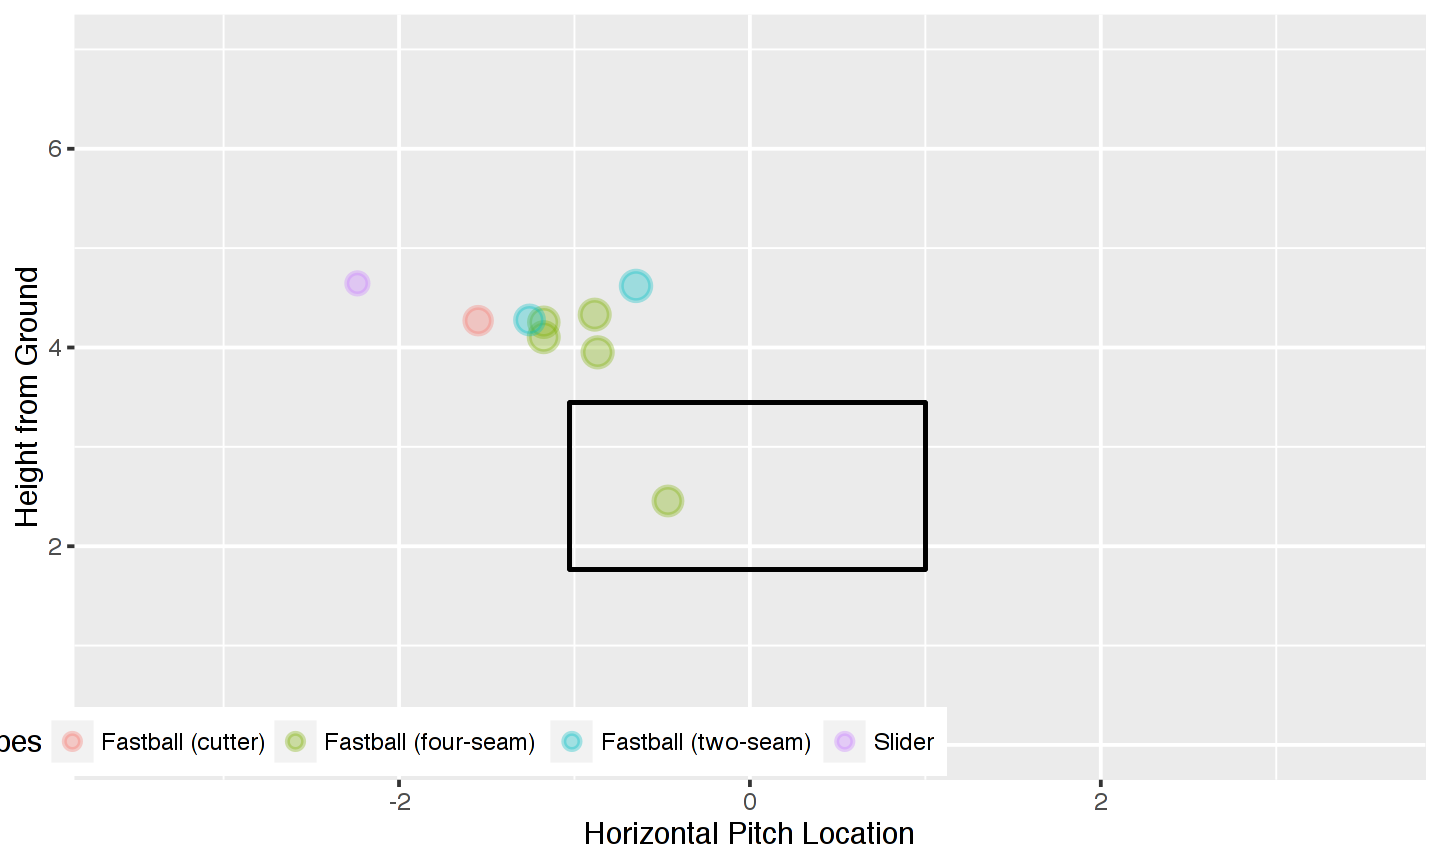 Height from Ground
6
4
2
Fastball (cutter) Fastball (four-seam) Fastball (two-seam) Slider
-2 0 2
Horizontal Pitch Location